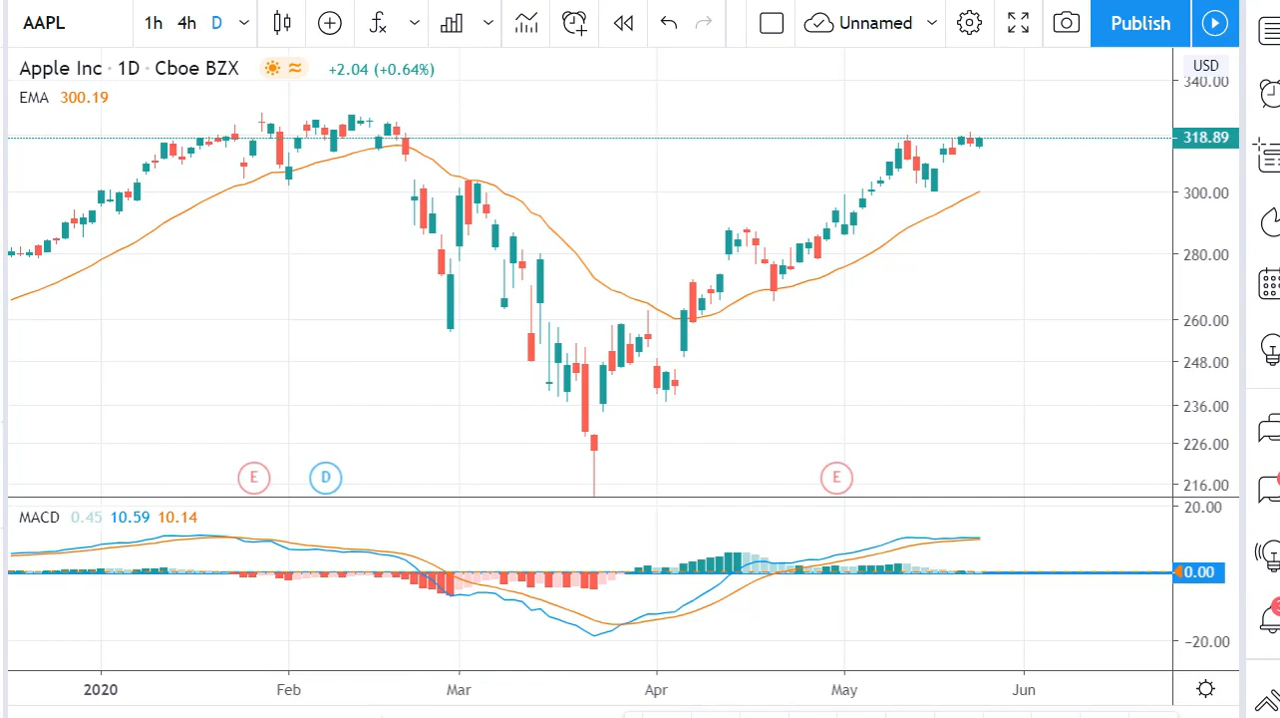 AAPL 1h 4h D Unnamed Publish
Apple Inc · 1D · Cboe BZX +2.04 (+0.64%) USD
340.00
EMA 300.19
318.89
300.00
280.00
260.00
248.00
236.00
226.00
E D E
216.00
MACD 0.45 10.59 10.14 20.00
0.00
−20.00
2020 Feb Mar Apr May Jun